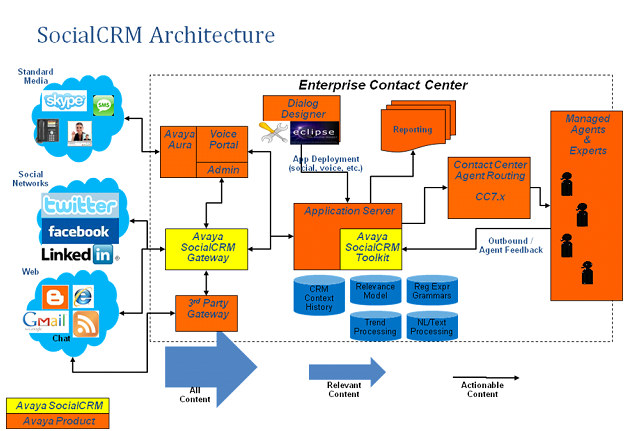 SocialCRM Architecture
Standard
Media
skype
SMS
Social
Networks
twitter
facebook
Linked in
Web
Gmail
Chat
Enterprise Contact Center
Avaya
Aura
Voice
Portal
Admin
Avaya
SocialCRM
Gateway
3rd Party
Gateway
Dialog
Designer
eclipse
App Deployment
(social, voice, etc.)
Application Server
Avaya
SocialCRM
Toolkit
Reporting
Contact Center
Agent Routing
CC7.x
Managed
Agents
&
Experts
Outbound /
Agent Feedback
CRM
Context
History
Relevance
Model
Reg Expr
Grammars
Trend
Processing
NL/Text
Processing
All
Content
Relevant
Content
Actionable
Content
Avaya SocialCRM
Avaya Product